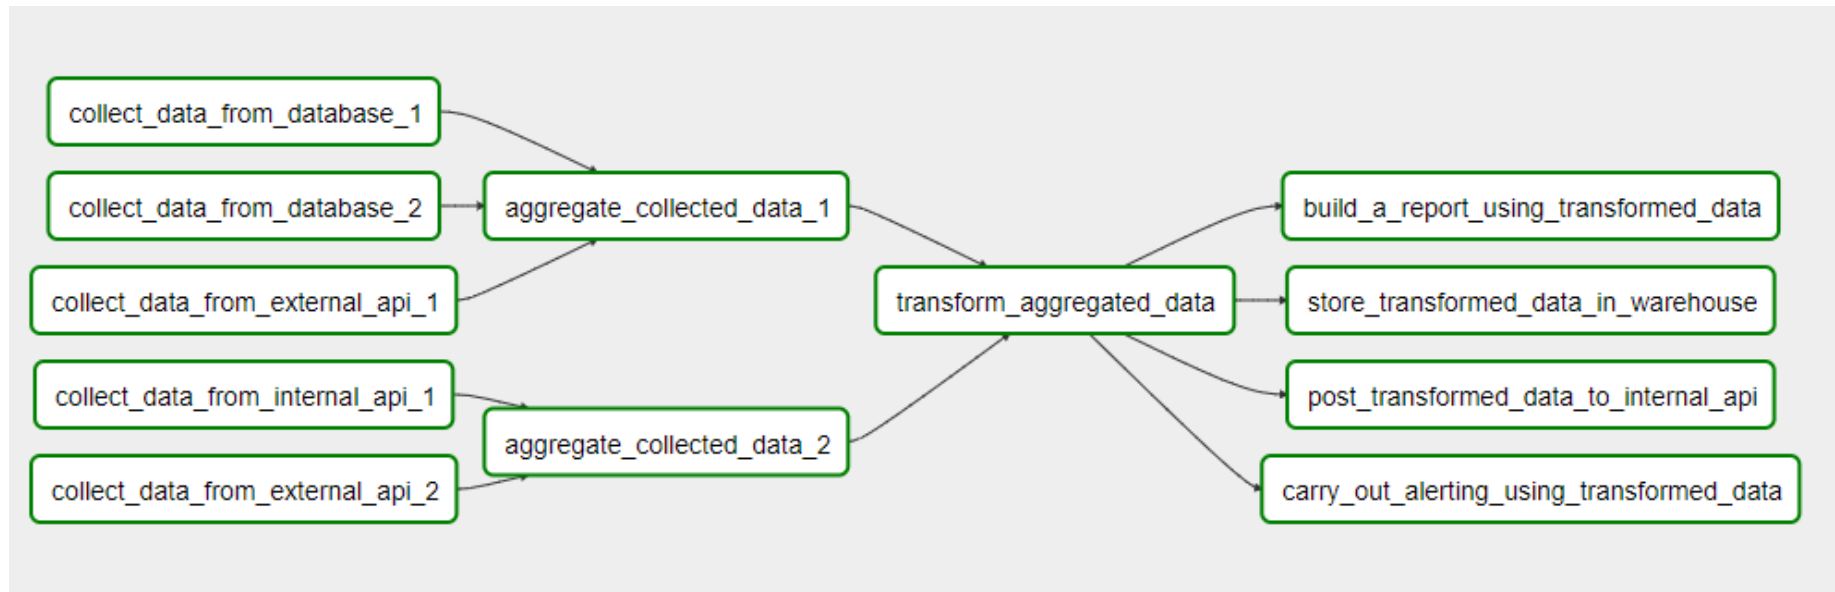 collect_data_from_database_1
collect_data_from_database_2
collect_data_from_external_api_1
collect_data_from_internal_api_1
collect_data_from_external_api_2
aggregate_collected_data_1
aggregate_collected_data_2
transform_aggregated_data
build_a_report_using_transformed_data
store_transformed_data_in_warehouse
post_transformed_data_to_internal_api
carry_out_alerting_using_transformed_data